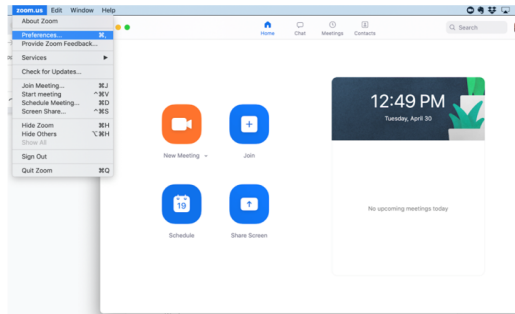 zoom.us Edit Window Help
About Zoom
Preferences... ⌘,
Provide Zoom Feedback...
Services
Check for Updates...
Join Meeting... ⌘J
Start meeting ^⌘V
Schedule Meeting... ⌘D
Screen Share... ^⌘S
Hide Zoom ⌘H
Hide Others ⌥⌘H
Show All
Sign Out
Quit Zoom ⌘Q
Home Chat Meetings Contacts
Search
New Meeting
Join
19
Schedule
Share Screen
12:49 PM
Tuesday, April 30
No upcoming meetings today